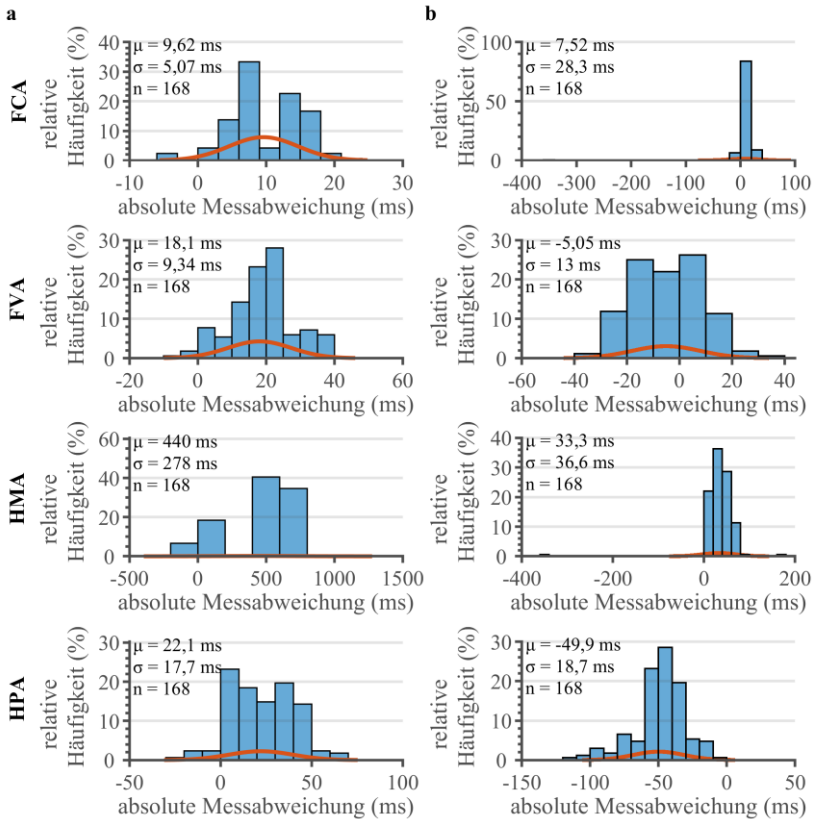 a
FCA
relative
Häufigkeit (%)
40
30
20
10
0
μ = 9,62 ms
σ = 5,07 ms
n = 168
-10 0 10 20 30
absolute Messabweichung (ms)
b
relative
Häufigkeit (%)
100
50
0
μ = 7,52 ms
σ = 28,3 ms
n = 168
-400 -300 -200 -100 0 100
absolute Messabweichung (ms)
FVA
relative
Häufigkeit (%)
30
20
10
0
μ = 18,1 ms
σ = 9,34 ms
n = 168
-20 0 20 40 60
absolute Messabweichung (ms)
relative
Häufigkeit (%)
30
20
10
0
μ = -5,05 ms
σ = 13 ms
n = 168
-60 -40 -20 0 20 40
absolute Messabweichung (ms)
HMA
relative
Häufigkeit (%)
60
40
20
0
μ = 440 ms
σ = 278 ms
n = 168
-500 0 500 1000 1500
absolute Messabweichung (ms)
relative
Häufigkeit (%)
40
30
20
10
0
μ = 33,3 ms
σ = 36,6 ms
n = 168
-400 -200 0 200
absolute Messabweichung (ms)
HPA
relative
Häufigkeit (%)
30
20
10
0
μ = 22,1 ms
σ = 17,7 ms
n = 168
-50 0 50 100
absolute Messabweichung (ms)
relative
Häufigkeit (%)
30
20
10
0
μ = -49,9 ms
σ = 18,7 ms
n = 168
-150 -100 -50 0 50
absolute Messabweichung (ms)